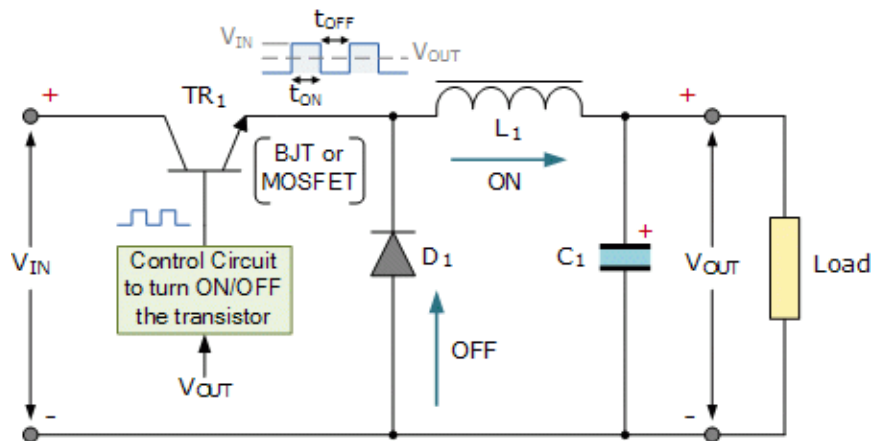 tOFF
VIN
VOUT
tON
+
TR1
+
L1
BJT or
MOSFET
ON
+
VIN
Control Circuit
to turn ON/OFF
the transistor
D1
C1
VOUT
Load
OFF
VOUT
-
-